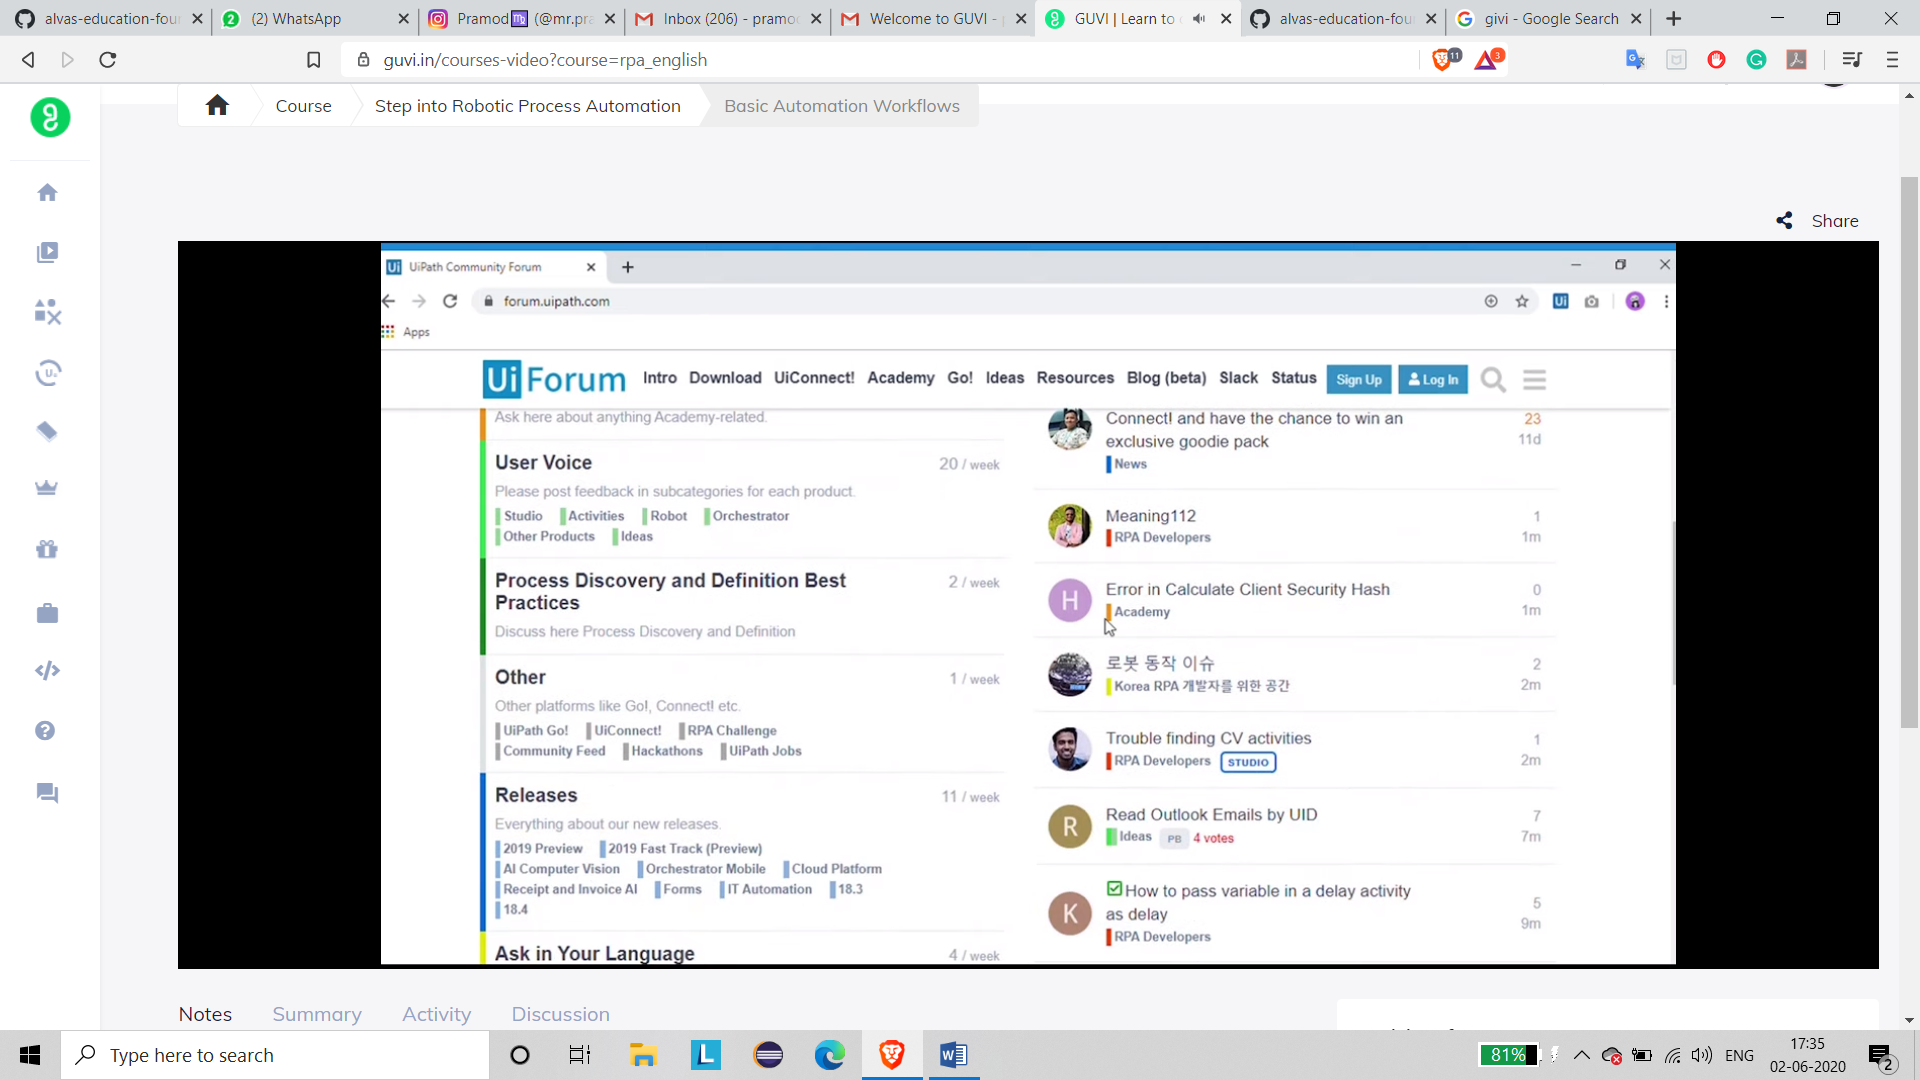 alvas-education-fou
(2) WhatsApp
Pramod m (@mr.pra
Inbox (206) - pramod
Welcome to GUVI - p
GUVI | Learn to c
alvas-education-fou
givi - Google Search
guvi.in/courses-video?course=rpa_english
11
3
Course
Step into Robotic Process Automation
Basic Automation Workflows
Share
Ui UiPath Community Forum
forum.uipath.com
Ui
Apps
Ui Forum
Intro Download UiConnect! Academy Go! Ideas Resources Blog (beta) Slack Status Sign Up Log In
Ask here about anything Academy-related.
User Voice 20 / week
Please post feedback in subcategories for each product.
Studio Activities Robot Orchestrator
Other Products Ideas
Process Discovery and Definition Best Practices 2 / week
Discuss here Process Discovery and Definition
Other 1 / week
Other platforms like Go!, Connect! etc.
UiPath Go! UiConnect! RPA Challenge
Community Feed Hackathons UiPath Jobs
Releases 11 / week
Everything about our new releases.
2019 Preview 2019 Fast Track (Preview)
AI Computer Vision Orchestrator Mobile Cloud Platform
Receipt and Invoice AI Forms IT Automation 18.3
18.4
Ask in Your Language 4 / week
Connect! and have the chance to win an 23
exclusive goodie pack 11d
News
Meaning112 1
RPA Developers 1m
H Error in Calculate Client Security Hash 0
Academy 1m
로봇 동작 이슈 2
Korea RPA 개발자를 위한 공간 2m
Trouble finding CV activities 1
RPA Developers STUDIO 2m
R Read Outlook Emails by UID 7
Ideas PB 4 votes 7m
K How to pass variable in a delay activity
as delay 5
RPA Developers 9m
Notes Summary Activity Discussion
Type here to search
L
W
81%
ENG
17:35
02-06-2020
2